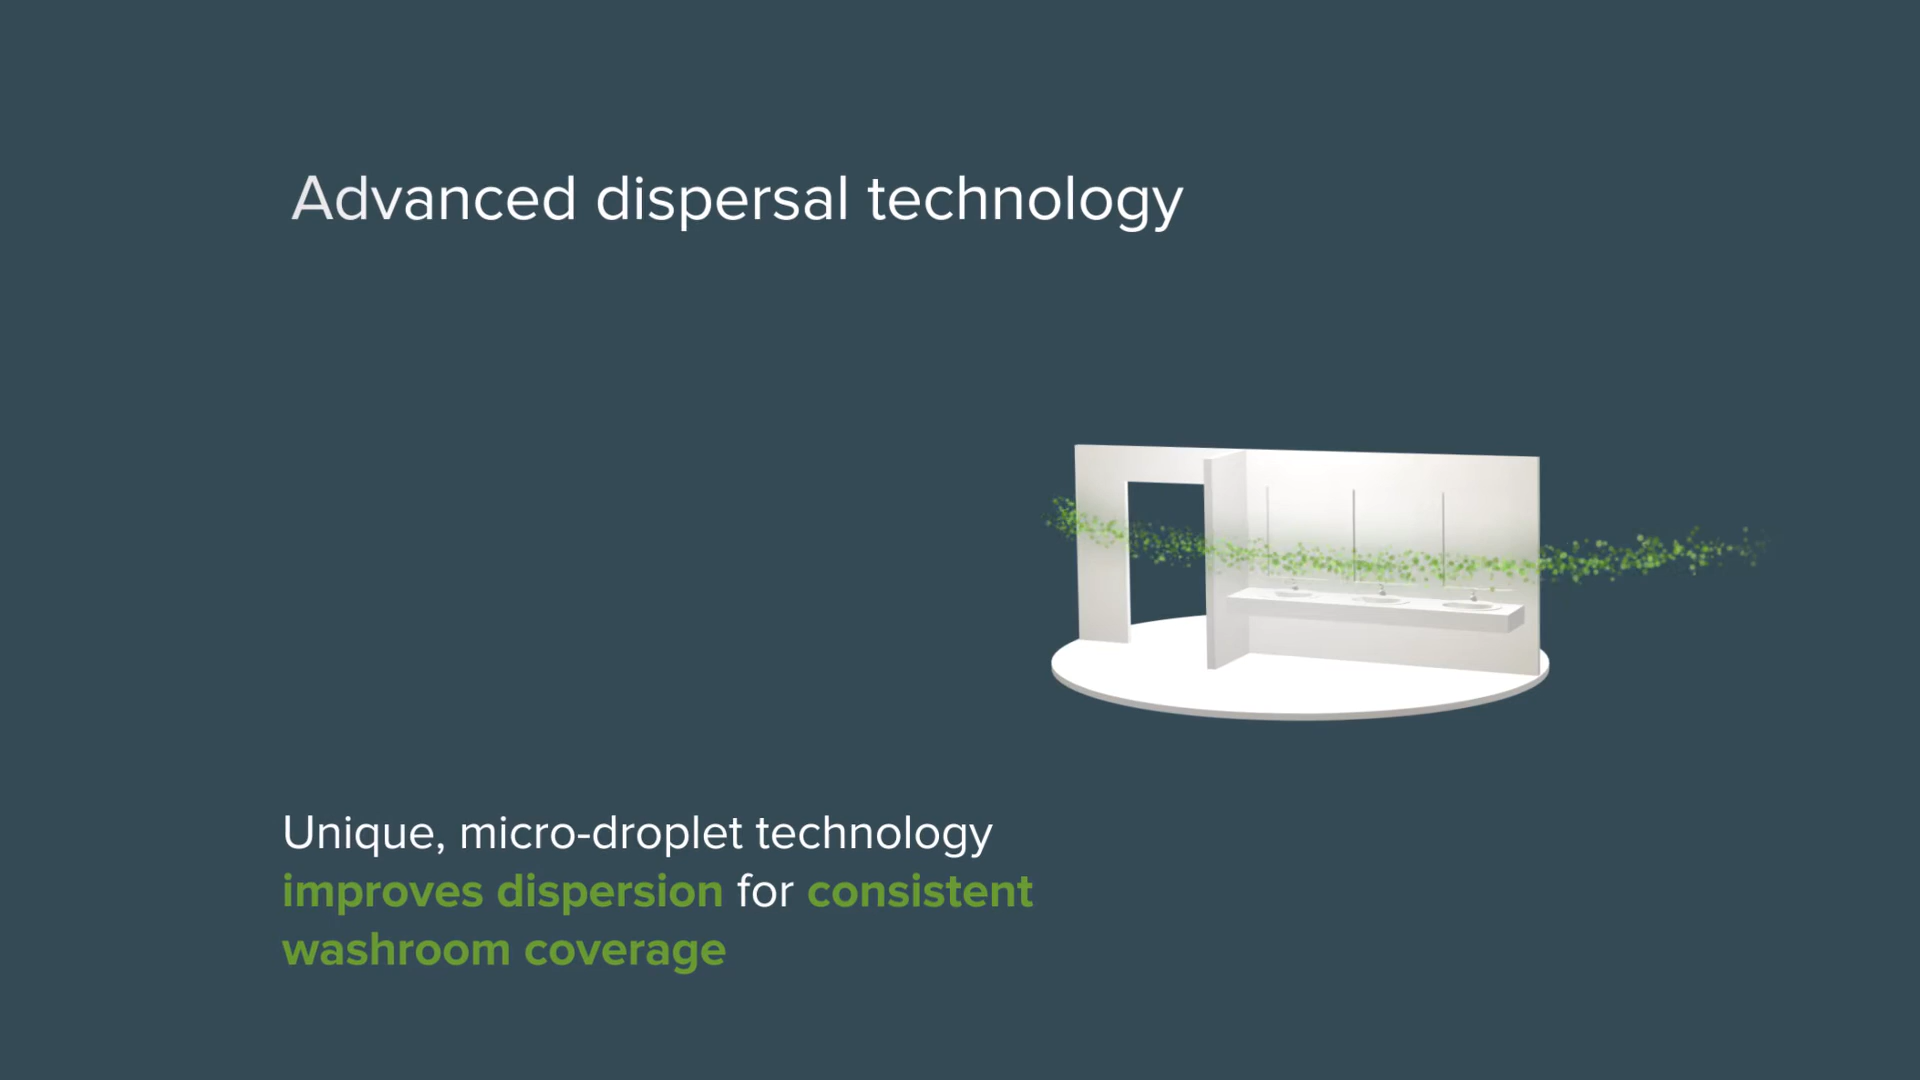 Advanced dispersal technology
Unique, micro-droplet technology
improves dispersion for consistent
washroom coverage